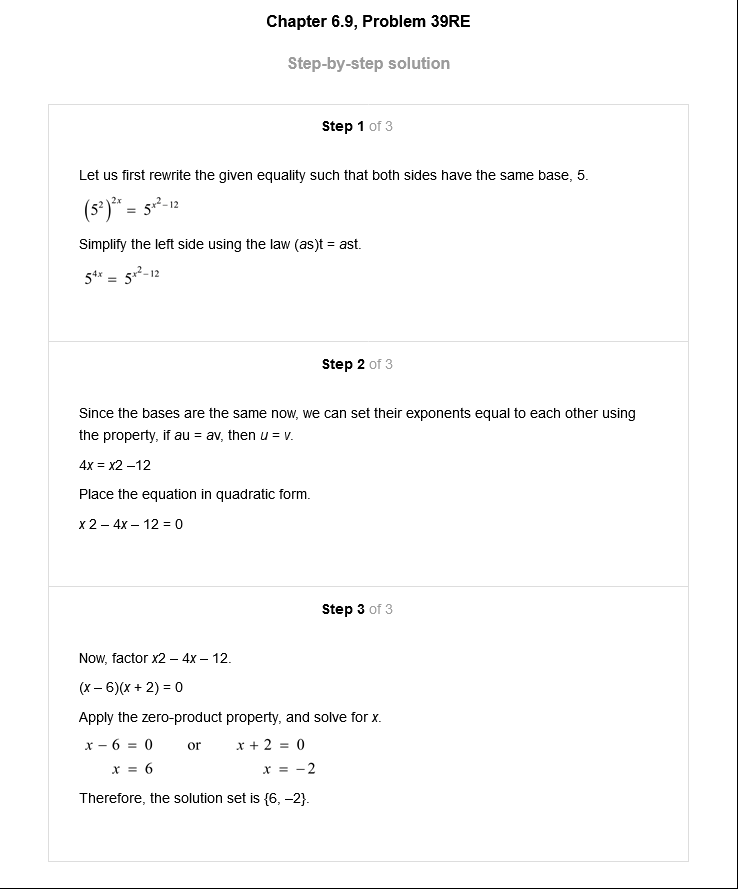 Chapter 6.9, Problem 39RE
Step-by-step solution
Step 1 of 3
Let us first rewrite the given equality such that both sides have the same base, 5.
(5²)^{2x} = 5^{x²−12}
Simplify the left side using the law (as)t = ast.
5^{4x} = 5^{x²−12}
Step 2 of 3
Since the bases are the same now, we can set their exponents equal to each other using
the property, if au = av, then u = v.
4x = x2 –12
Place the equation in quadratic form.
x 2 – 4x – 12 = 0
Step 3 of 3
Now, factor x2 – 4x – 12.
(x – 6)(x + 2) = 0
Apply the zero-product property, and solve for x.
x − 6 = 0 or x + 2 = 0
x = 6 x = −2
Therefore, the solution set is {6, –2}.